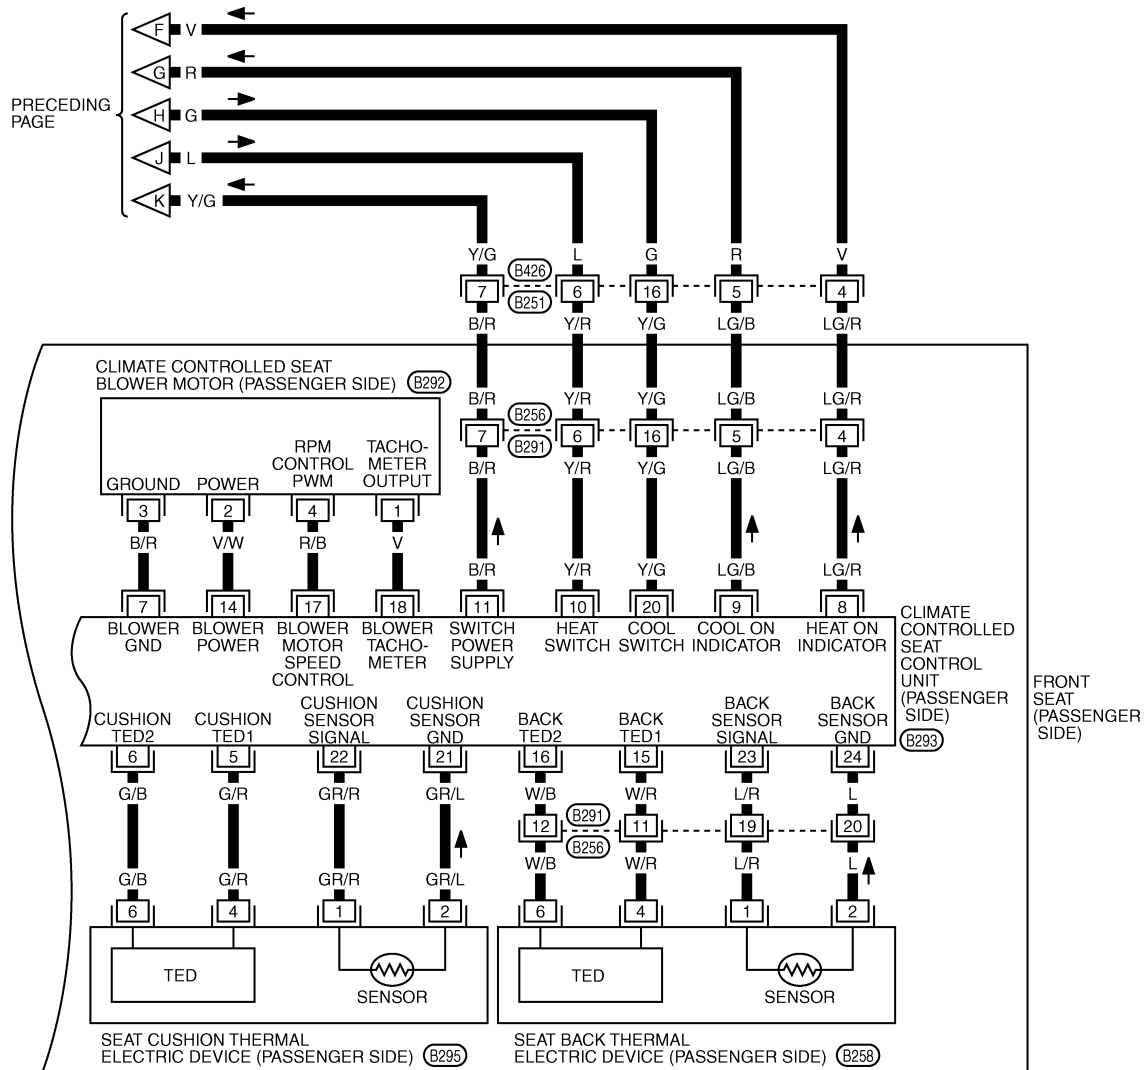 F V
G R
PRECEDING
PAGE
H G
J L
K Y/G
Y/G L G R V
B426
7 6 16 5 4
B251
B/R Y/R Y/G LG/B LG/R
CLIMATE CONTROLLED SEAT
BLOWER MOTOR (PASSENGER SIDE) B292
B/R Y/R Y/G LG/B LG/R
B256
7 6 16 5 4
B291
B/R Y/R Y/G LG/B LG/R
GROUND
POWER
RPM
CONTROL
PWM
TACHO-
METER
OUTPUT
3 2 4 1
B/R V/W R/B V
B/R Y/R Y/G LG/B LG/R
7 14 17 18 11 10 20 9 8
BLOWER
GND
BLOWER
POWER
BLOWER
MOTOR
SPEED
CONTROL
BLOWER
TACHO-
METER
SWITCH
POWER
SUPPLY
HEAT
SWITCH
COOL
SWITCH
COOL ON
INDICATOR
HEAT ON
INDICATOR
CLIMATE
CONTROLLED
SEAT
CONTROL
UNIT
(PASSENGER
SIDE)
B293
FRONT
SEAT
(PASSENGER
SIDE)
CUSHION
TED2
CUSHION
TED1
CUSHION
SENSOR
SIGNAL
CUSHION
SENSOR
GND
BACK
TED2
BACK
TED1
BACK
SENSOR
SIGNAL
BACK
SENSOR
GND
6 5 22 21 16 15 23 24
G/B G/R GR/R GR/L W/B W/R L/R L
B291
12 11 19 20
B256
W/B W/R L/R L
G/B G/R GR/R GR/L
6 4 1 2 6 4 1 2
TED
SENSOR
TED
SENSOR
SEAT CUSHION THERMAL
ELECTRIC DEVICE (PASSENGER SIDE) B295
SEAT BACK THERMAL
ELECTRIC DEVICE (PASSENGER SIDE) B258